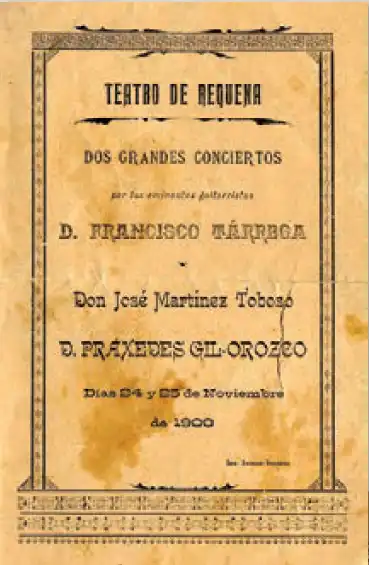 TEATRO DE REQUENA
DOS GRANDES CONCIERTOS
por los eminentes guitarristas
D. FRANCISCO TÁRREGA
Y
Don José Martínez Toboso
D. PRÁXEDES GIL-OROZCO
Días 24 y 25 de Noviembre
de 1900